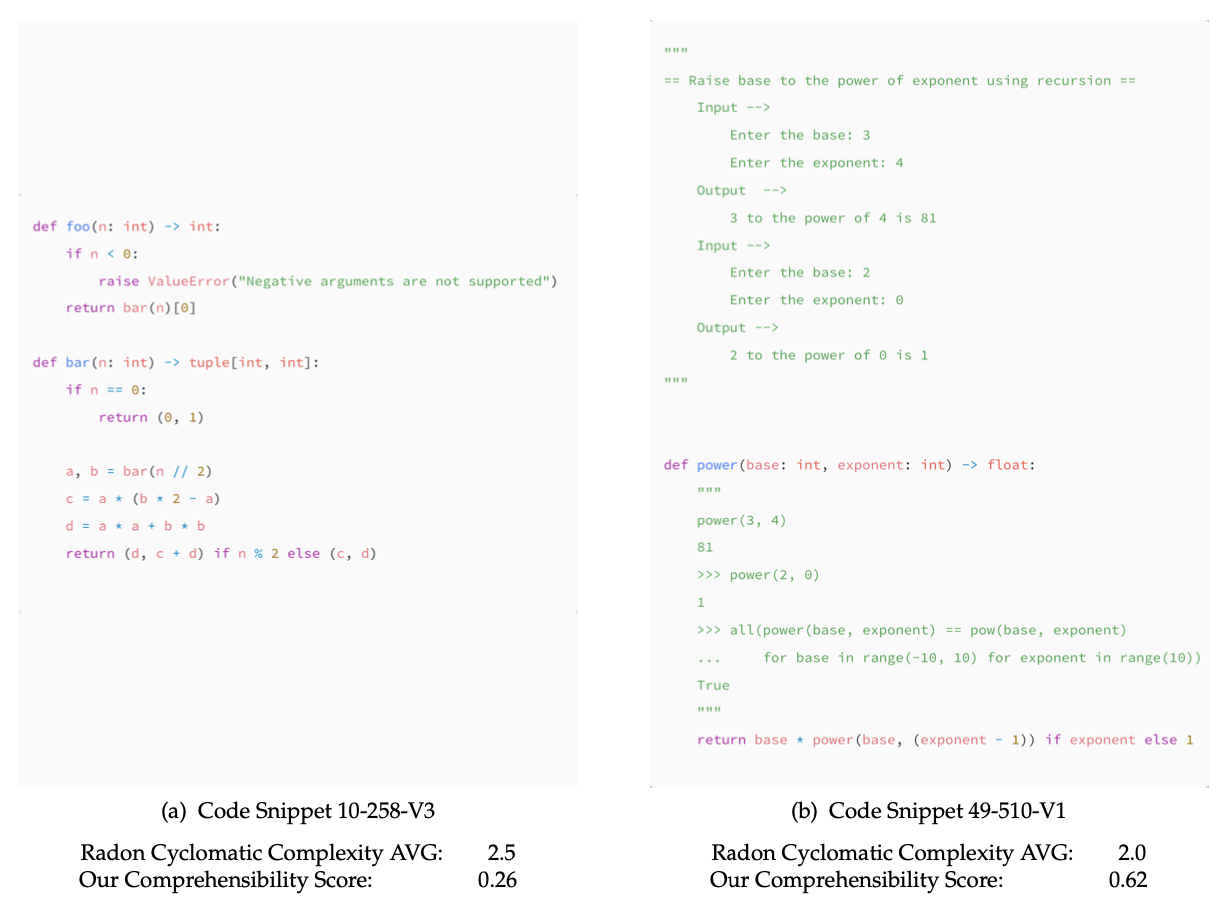 def foo(n: int) -> int:
    if n < 0:
        raise ValueError("Negative arguments are not supported")
    return bar(n)[0]
def bar(n: int) -> tuple[int, int]:
    if n == 0:
        return (0, 1)
    a, b = bar(n // 2)
    c = a * (b * 2 - a)
    d = a * a + b * b
    return (d, c + d) if n % 2 else (c, d)
(a) Code Snippet 10-258-V3
Radon Cyclomatic Complexity AVG: 2.5
Our Comprehensibility Score: 0.26
"""
== Raise base to the power of exponent using recursion ==
    Input -->
        Enter the base: 3
        Enter the exponent: 4
    Output  -->
        3 to the power of 4 is 81
    Input -->
        Enter the base: 2
        Enter the exponent: 0
    Output -->
        2 to the power of 0 is 1
"""
def power(base: int, exponent: int) -> float:
    """
    power(3, 4)
    81
    >>> power(2, 0)
    1
    >>> all(power(base, exponent) == pow(base, exponent)
    ...     for base in range(-10, 10) for exponent in range(10))
    True
    """
    return base * power(base, (exponent - 1)) if exponent else 1
(b) Code Snippet 49-510-V1
Radon Cyclomatic Complexity AVG: 2.0
Our Comprehensibility Score: 0.62